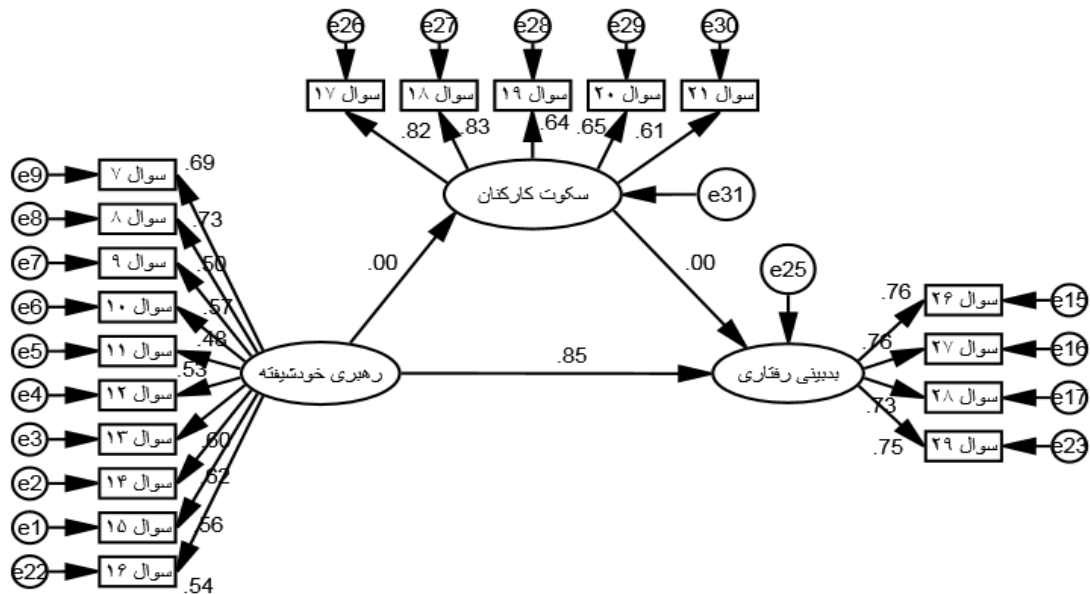 e26 e27 e28 e29 e30
سوال ۱۷ سوال ۱۸ سوال ۱۹ سوال ۲۰ سوال ۲۱
.82 .83 .64 .65 .61
سکوت کارکنان
e31
e9 سوال ۷ .69
e8 سوال ۸ .73
e7 سوال ۹ .50
e6 سوال ۱۰ .57
e5 سوال ۱۱ .48
e4 سوال ۱۲ .53
e3 سوال ۱۳ .60
e2 سوال ۱۴ .62
e1 سوال ۱۵ .56
e22 سوال ۱۶ .54
رهبری خودشیفته
.00
.00
.85
e25
بدبینی رفتاری
.76 سوال ۲۶ e15
.76 سوال ۲۷ e16
.73 سوال ۲۸ e17
.75 سوال ۲۹ e23